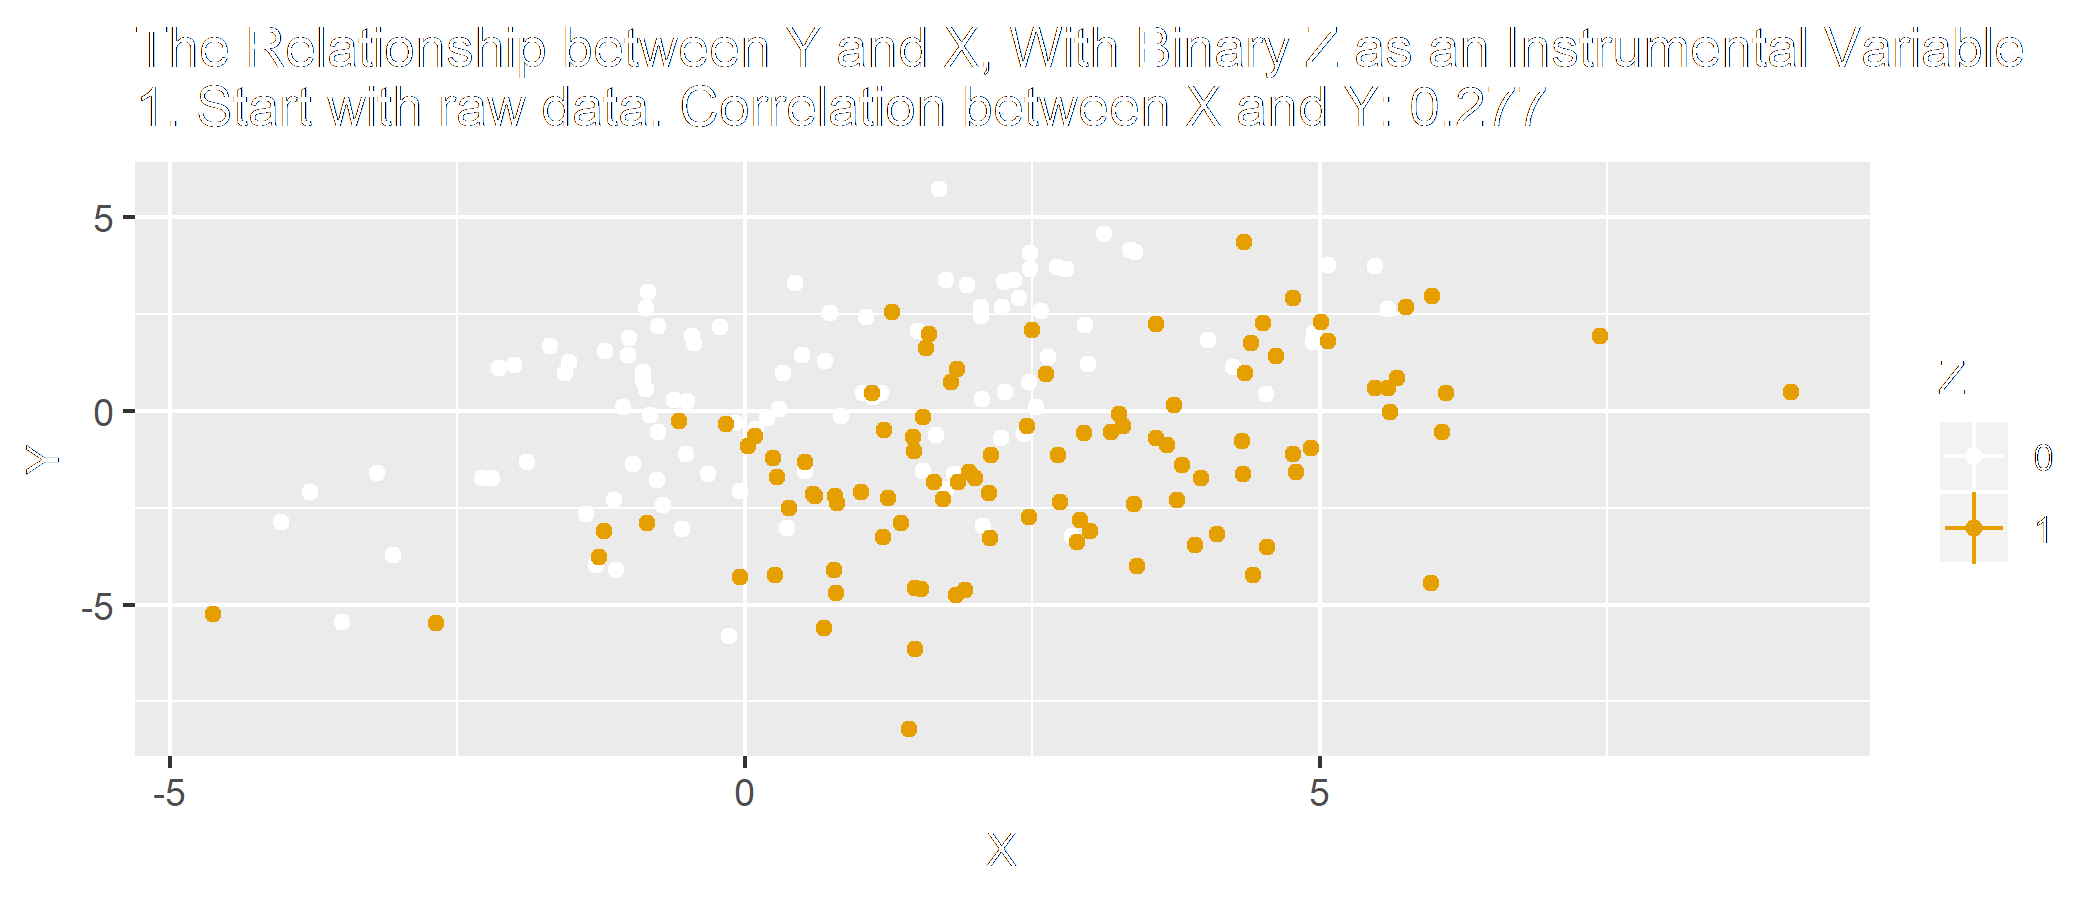 The Relationship between Y and X, With Binary Z as an Instrumental Variable
1. Start with raw data. Correlation between X and Y: 0.277
5
0
-5
Y
-5
0
5
X
Z
0
1